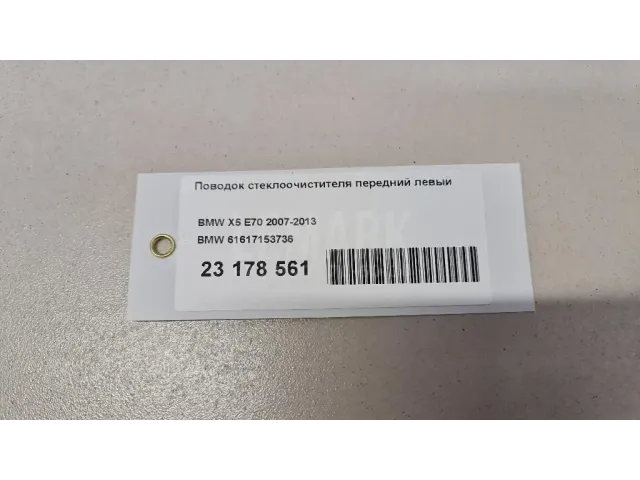 Поводок стеклоочистителя передний левый
BMW X5 E70 2007-2013
BMW 61617153736
23 178 561